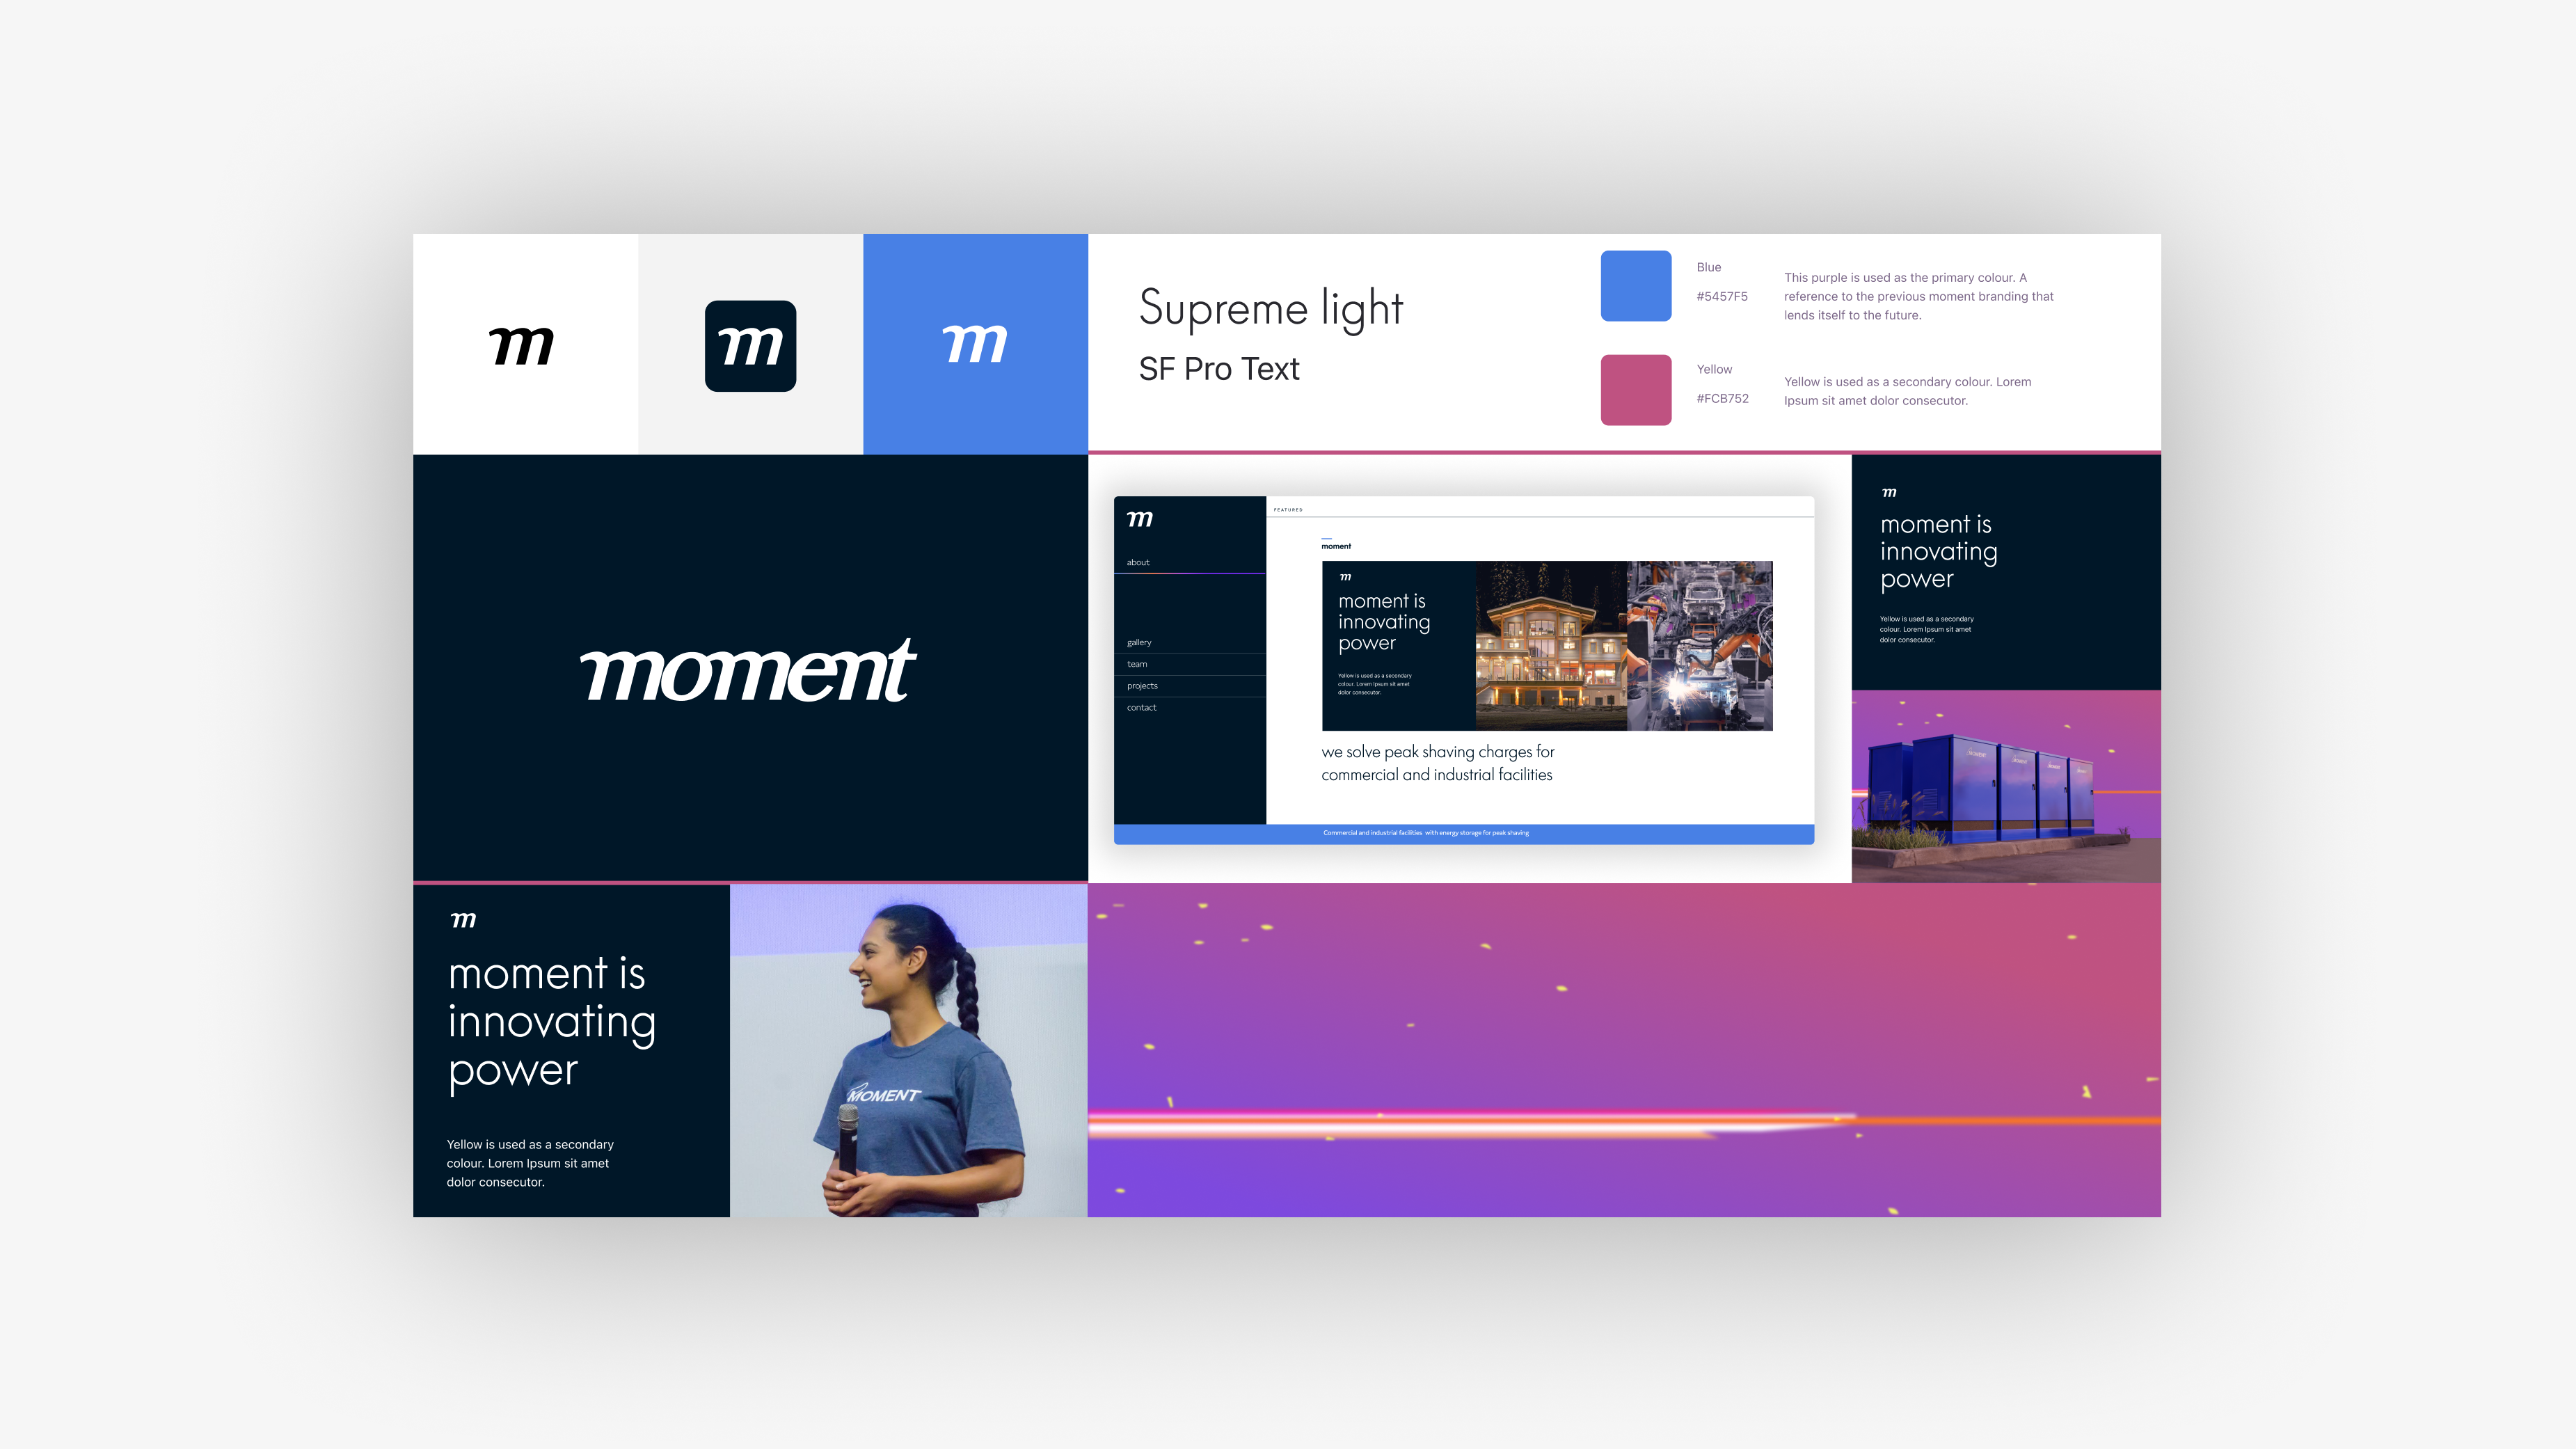 m
m
m
Supreme light
SF Pro Text
Blue
#5457F5
This purple is used as the primary colour. A
reference to the previous moment branding that
lends itself to the future.
Yellow
#FCB752
Yellow is used as a secondary colour. Lorem
Ipsum sit amet dolor consecutor.
moment
m
about
gallery
team
projects
contact
FEATURED
moment
m
moment is
innovating
power
Yellow is used as a secondary
colour. Lorem Ipsum sit amet
dolor consecutor.
we solve peak shaving charges for
commercial and industrial facilities
Commercial and industrial facilities with energy storage for peak shaving
m
moment is
innovating
power
Yellow is used as a secondary
colour. Lorem Ipsum sit amet
dolor consecutor.
m
moment is
innovating
power
Yellow is used as a secondary
colour. Lorem Ipsum sit amet
dolor consecutor.
MOMENT